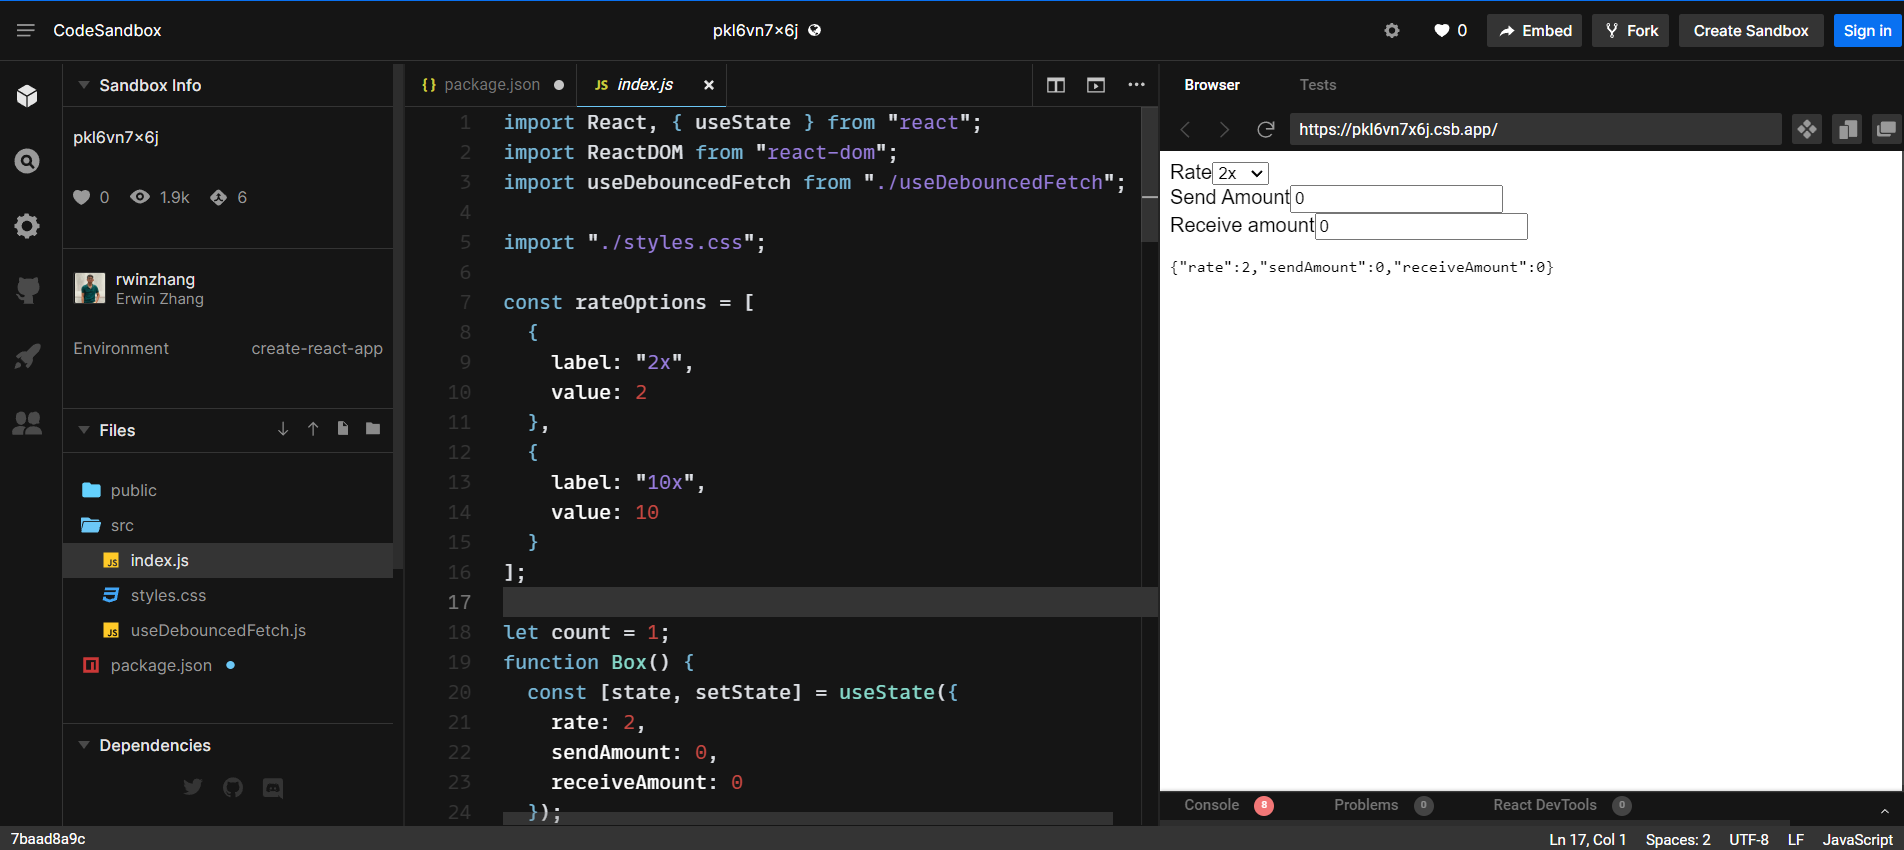 CodeSandbox
pkl6vn7x6j
0
Embed
Fork
Create Sandbox
Sign in
Sandbox Info
pkl6vn7x6j
0 1.9k 6
rwinzhang
Erwin Zhang
Environment create-react-app
Files
public
src
JS index.js
styles.css
JS useDebouncedFetch.js
package.json
Dependencies
{} package.json
JS index.js ×
1 import React, { useState } from "react";
2 import ReactDOM from "react-dom";
3 import useDebouncedFetch from "./useDebouncedFetch";
4
5 import "./styles.css";
6
7 const rateOptions = [
8 {
9 label: "2x",
10 value: 2
11 },
12 {
13 label: "10x",
14 value: 10
15 }
16 ];
17
18 let count = 1;
19 function Box() {
20 const [state, setState] = useState({
21 rate: 2,
22 sendAmount: 0,
23 receiveAmount: 0
24 });
Browser Tests
https://pkl6vn7x6j.csb.app/
Rate 2x
Send Amount 0
Receive amount 0
{"rate":2,"sendAmount":0,"receiveAmount":0}
Console 8 Problems 0 React DevTools 0
7baad8a9c
Ln 17, Col 1 Spaces: 2 UTF-8 LF JavaScript